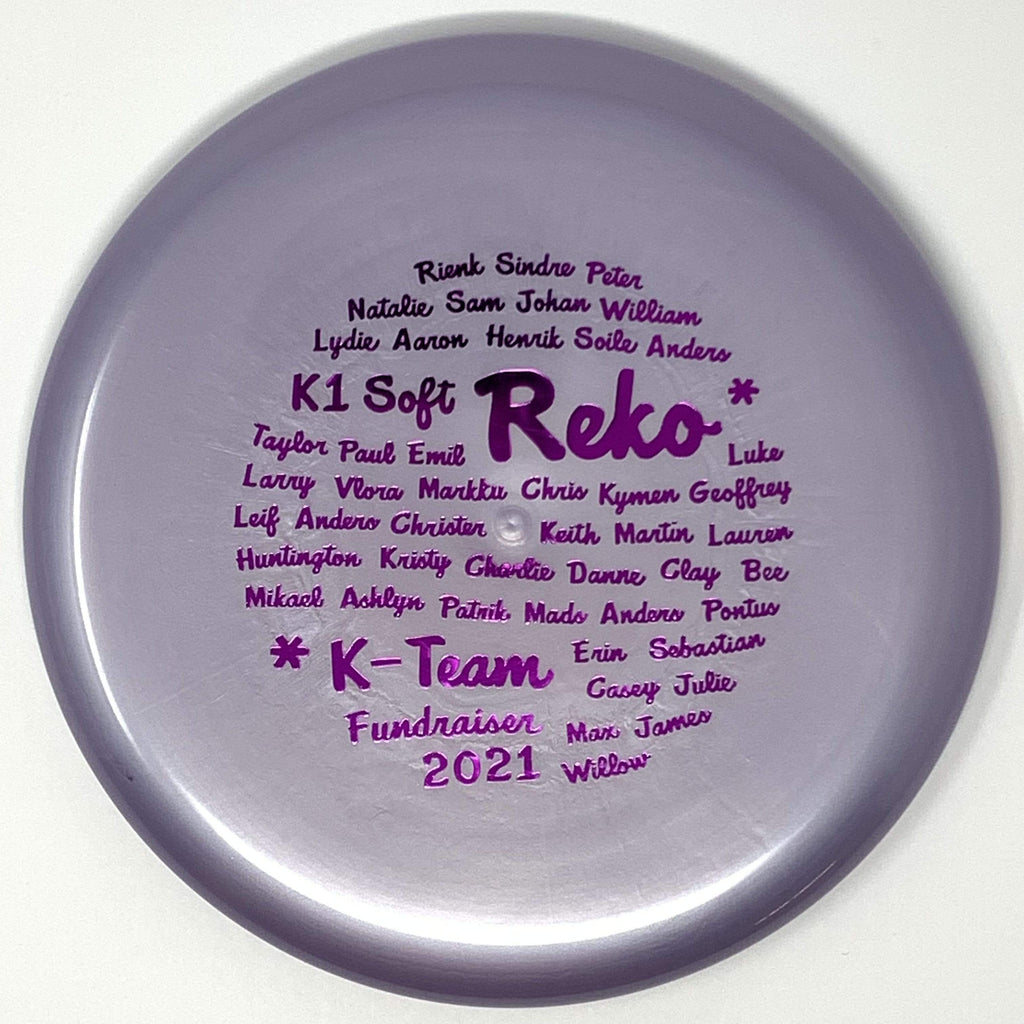 Rienk Sindre Peter
Natalie Sam Johan William
Lydie Aaron Henrik Soile Anders
K1 Soft Reko *
Taylor Paul Emil Luke
Larry Vlora Markku Chris Kymen Geoffrey
Leif Anders Christer Keith Martin Lauren
Huntington Kristy Charlie Danne Clay Bee
Mikael Ashlyn Patrik Mads Anders Pontus
* K-Team Erin Sebastian
Casey Julie
Fundraiser Max James
2021 Willow